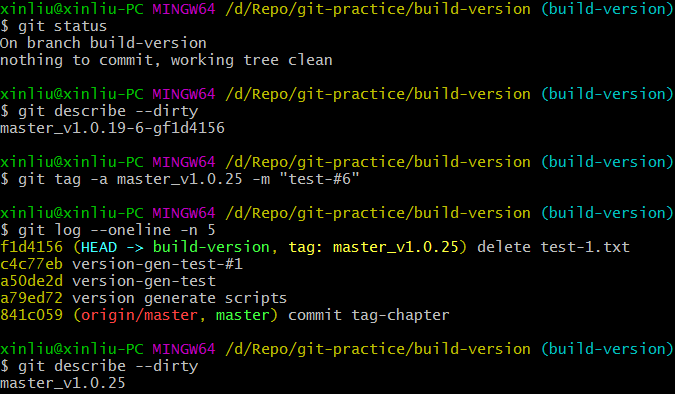 xinliu@xinliu-PC MINGW64 /d/Repo/git-practice/build-version (build-version)
$ git status
On branch build-version
nothing to commit, working tree clean
xinliu@xinliu-PC MINGW64 /d/Repo/git-practice/build-version (build-version)
$ git describe --dirty
master_v1.0.19-6-gf1d4156
xinliu@xinliu-PC MINGW64 /d/Repo/git-practice/build-version (build-version)
$ git tag -a master_v1.0.25 -m "test-#6"
xinliu@xinliu-PC MINGW64 /d/Repo/git-practice/build-version (build-version)
$ git log --oneline -n 5
f1d4156 (HEAD -> build-version, tag: master_v1.0.25) delete test-1.txt
c4c77eb version-gen-test-#1
a50de2d version-gen-test
a79ed72 version generate scripts
841c059 (origin/master, master) commit tag-chapter
xinliu@xinliu-PC MINGW64 /d/Repo/git-practice/build-version (build-version)
$ git describe --dirty
master_v1.0.25